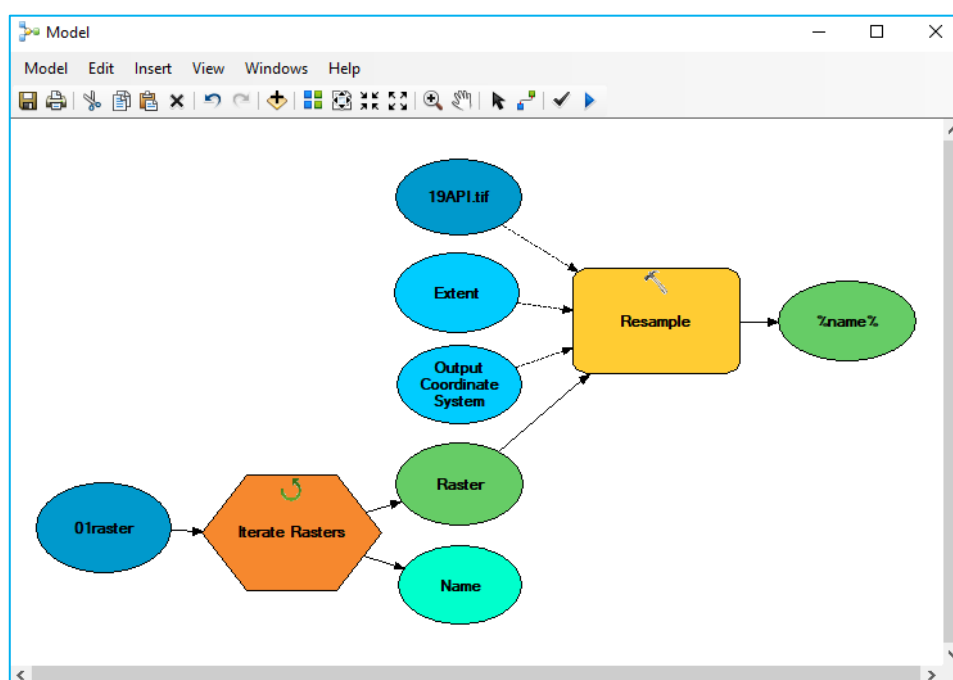 Model
Model Edit Insert View Windows Help
19API.tif
Extent
Resample
%name%
Output
Coordinate
System
Raster
01raster
Iterate Rasters
Name